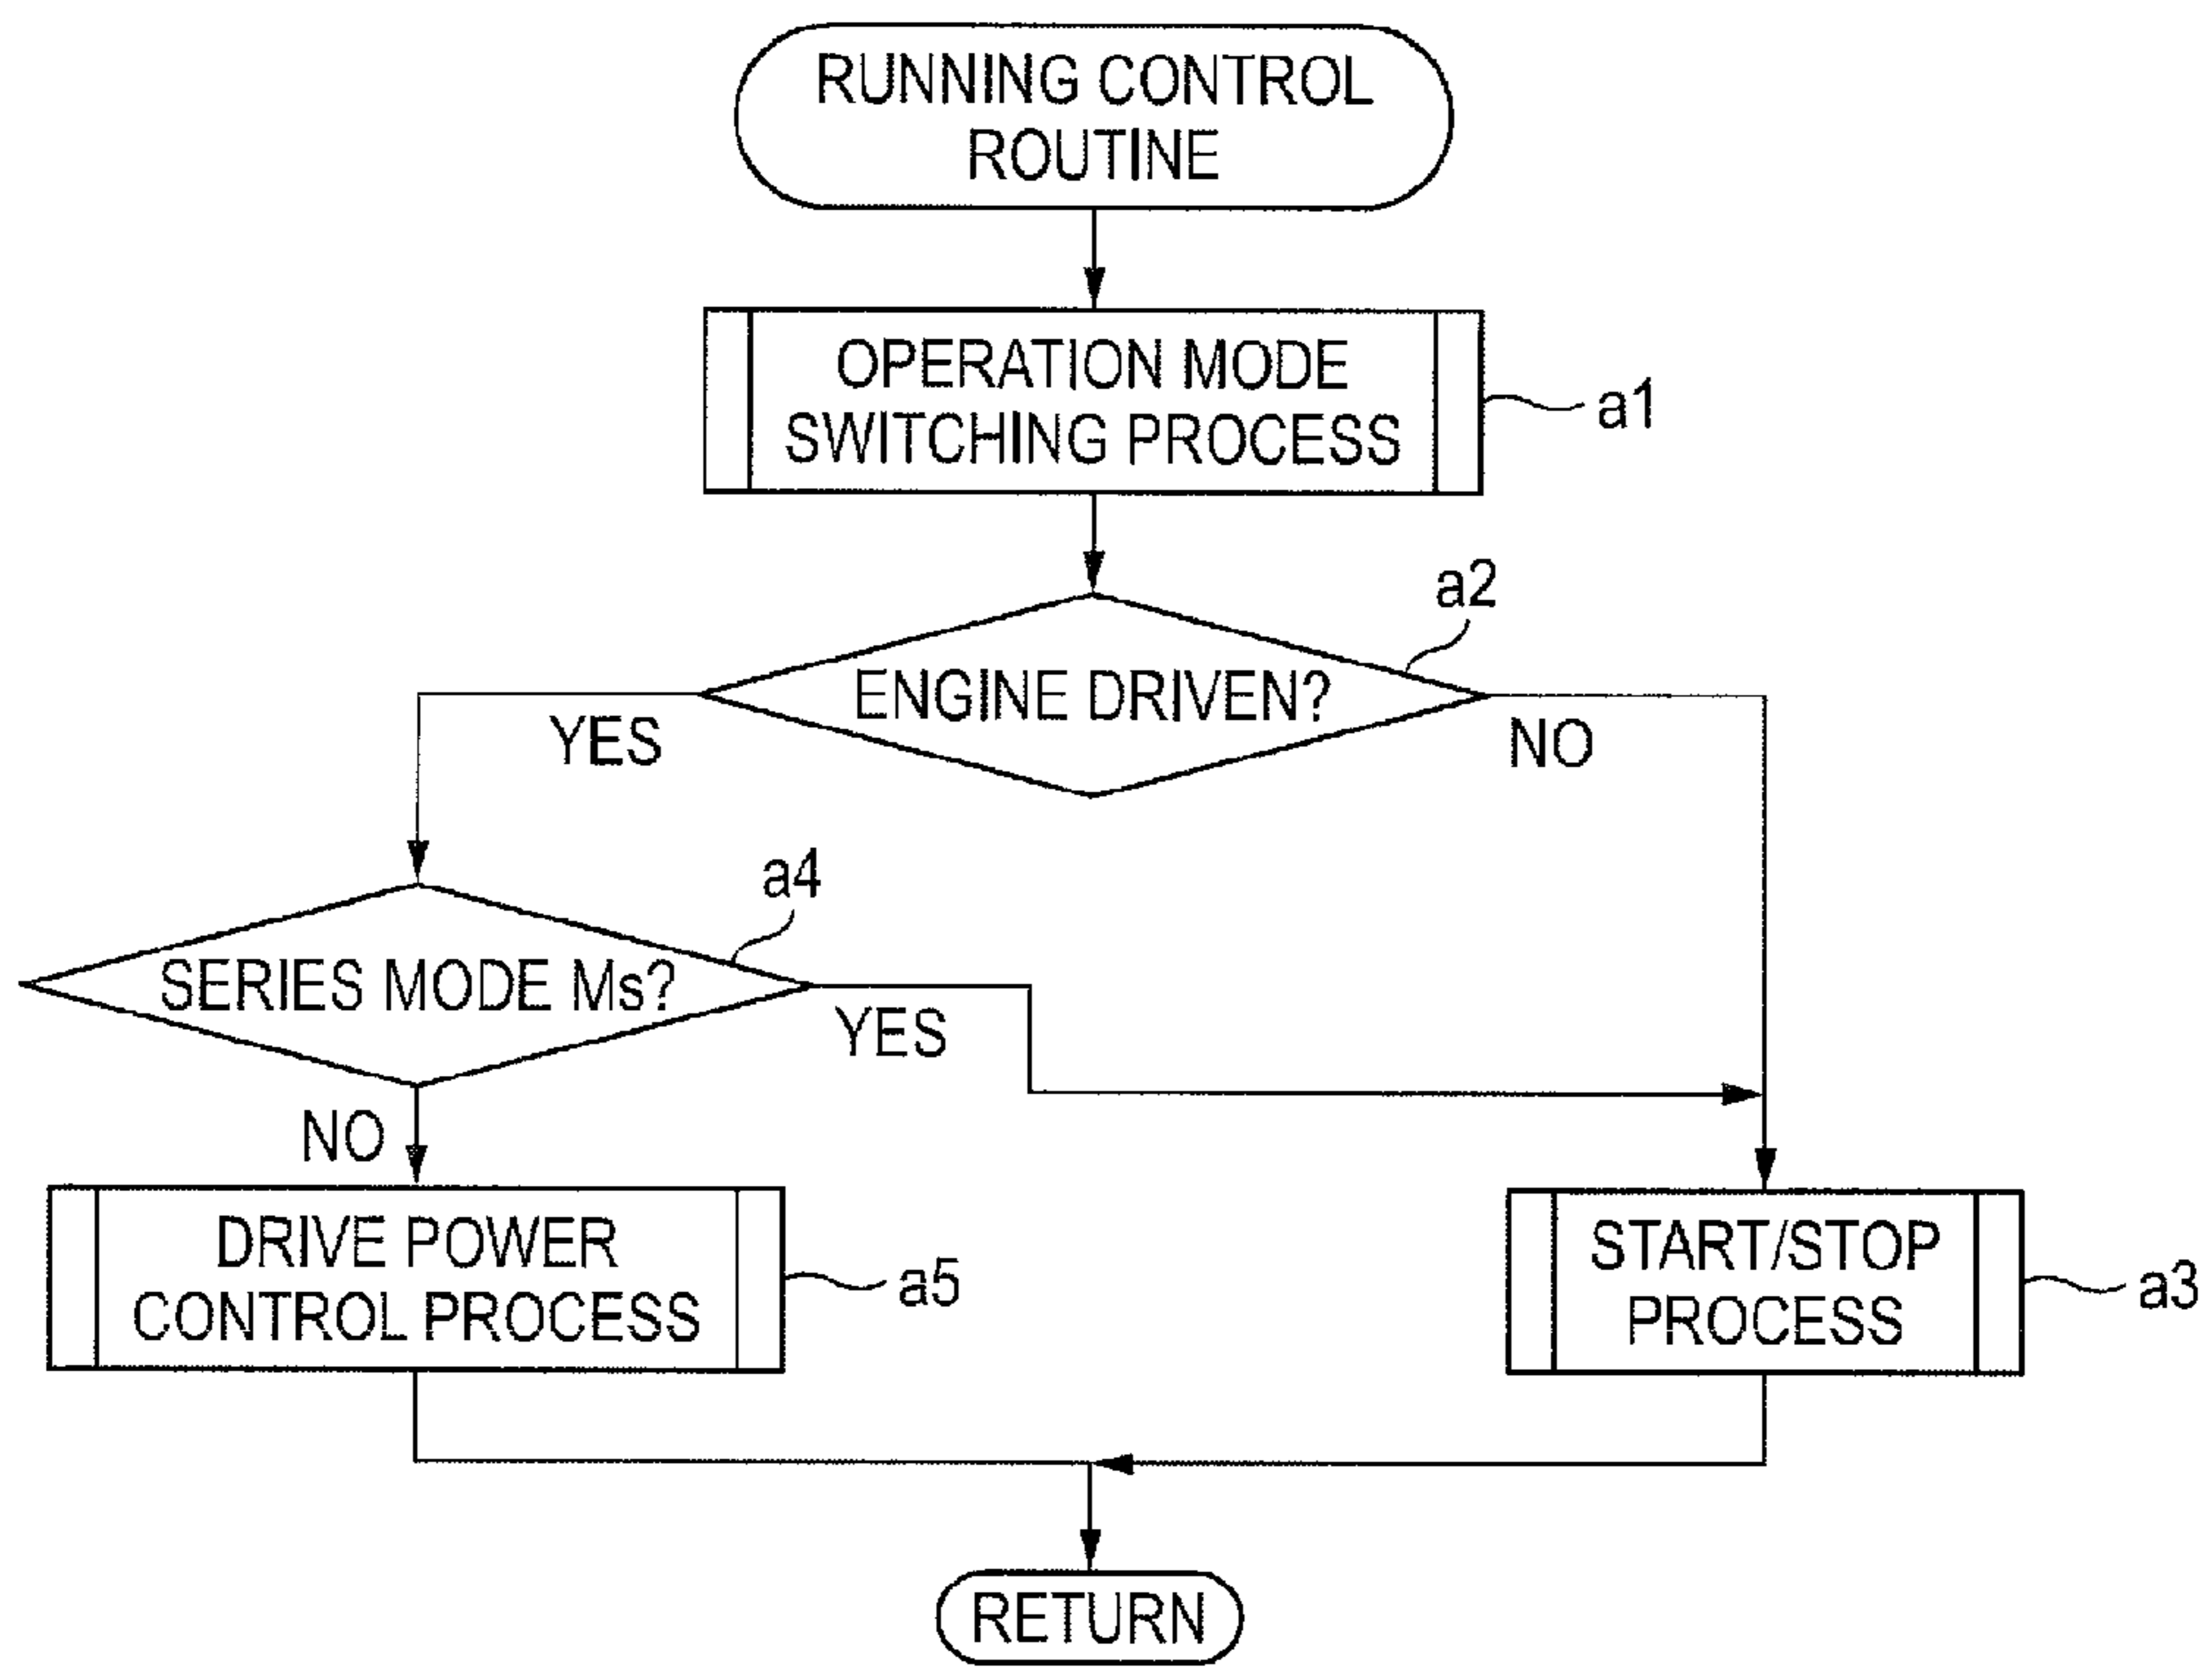 RUNNING CONTROL
ROUTINE
OPERATION MODE
SWITCHING PROCESS
a1
a2
ENGINE DRIVEN?
YES
NO
a4
SERIES MODE Ms?
YES
NO
DRIVE POWER
CONTROL PROCESS
a5
START/STOP
PROCESS
a3
RETURN